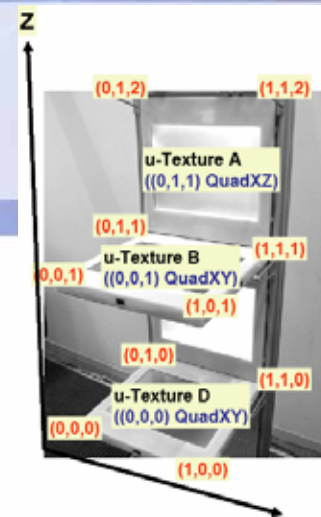 Z
(0,1,2) (1,1,2)
u-Texture A
((0,1,1) QuadXZ)
(0,1,1)
u-Texture B
(1,1,1)
((0,0,1) QuadXY)
(0,0,1)
(1,0,1)
(0,1,0)
(1,1,0)
u-Texture D
((0,0,0) QuadXY)
(0,0,0)
(1,0,0)